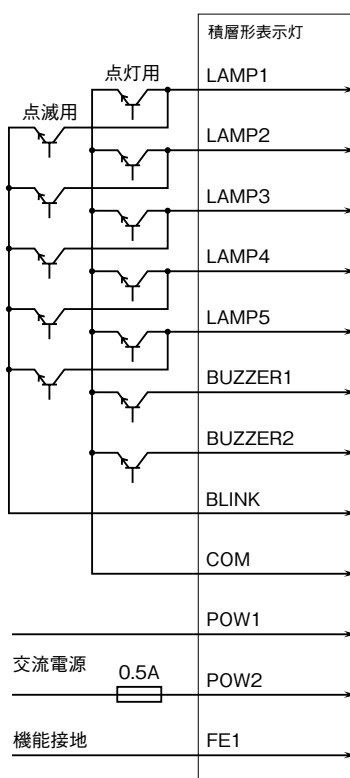 積層形表示灯
点灯用
LAMP1
点滅用
LAMP2
LAMP3
LAMP4
LAMP5
BUZZER1
BUZZER2
BLINK
COM
POW1
交流電源
0.5A
POW2
機能接地
FE1